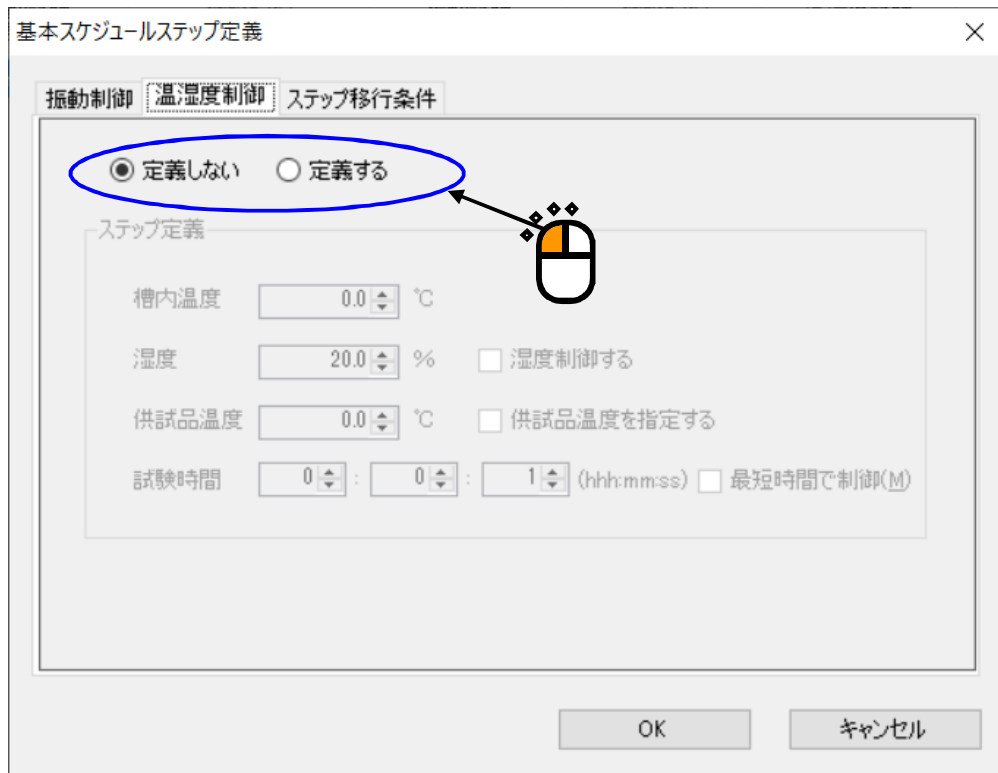 基本スケジュールステップ定義
振動制御 温湿度制御 ステップ移行条件
定義しない 定義する
ステップ定義
槽内温度 0.0 ℃
湿度 20.0 % 湿度制御する
供試品温度 0.0 ℃ 供試品温度を指定する
試験時間 0 : 0 : 1 (hhh:mm:ss) 最短時間で制御(M)
OK キャンセル